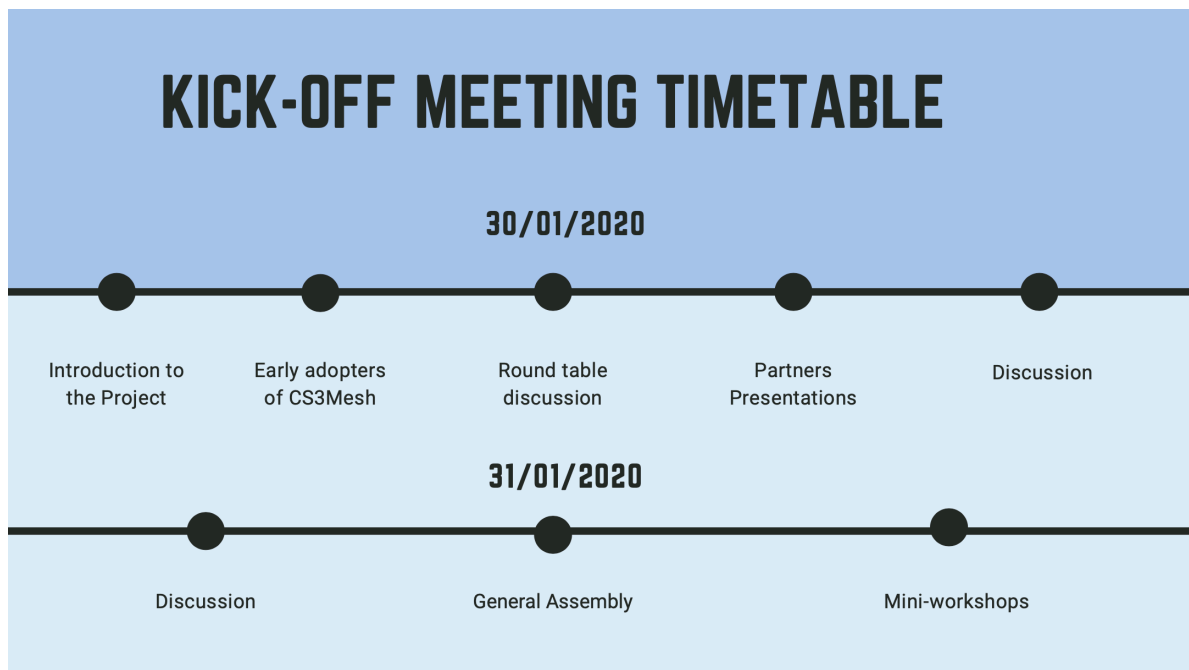 KICK-OFF MEETING TIMETABLE
30/01/2020
Introduction to
the Project
Early adopters
of CS3Mesh
Round table
discussion
Partners
Presentations
Discussion
31/01/2020
Discussion
General Assembly
Mini-workshops